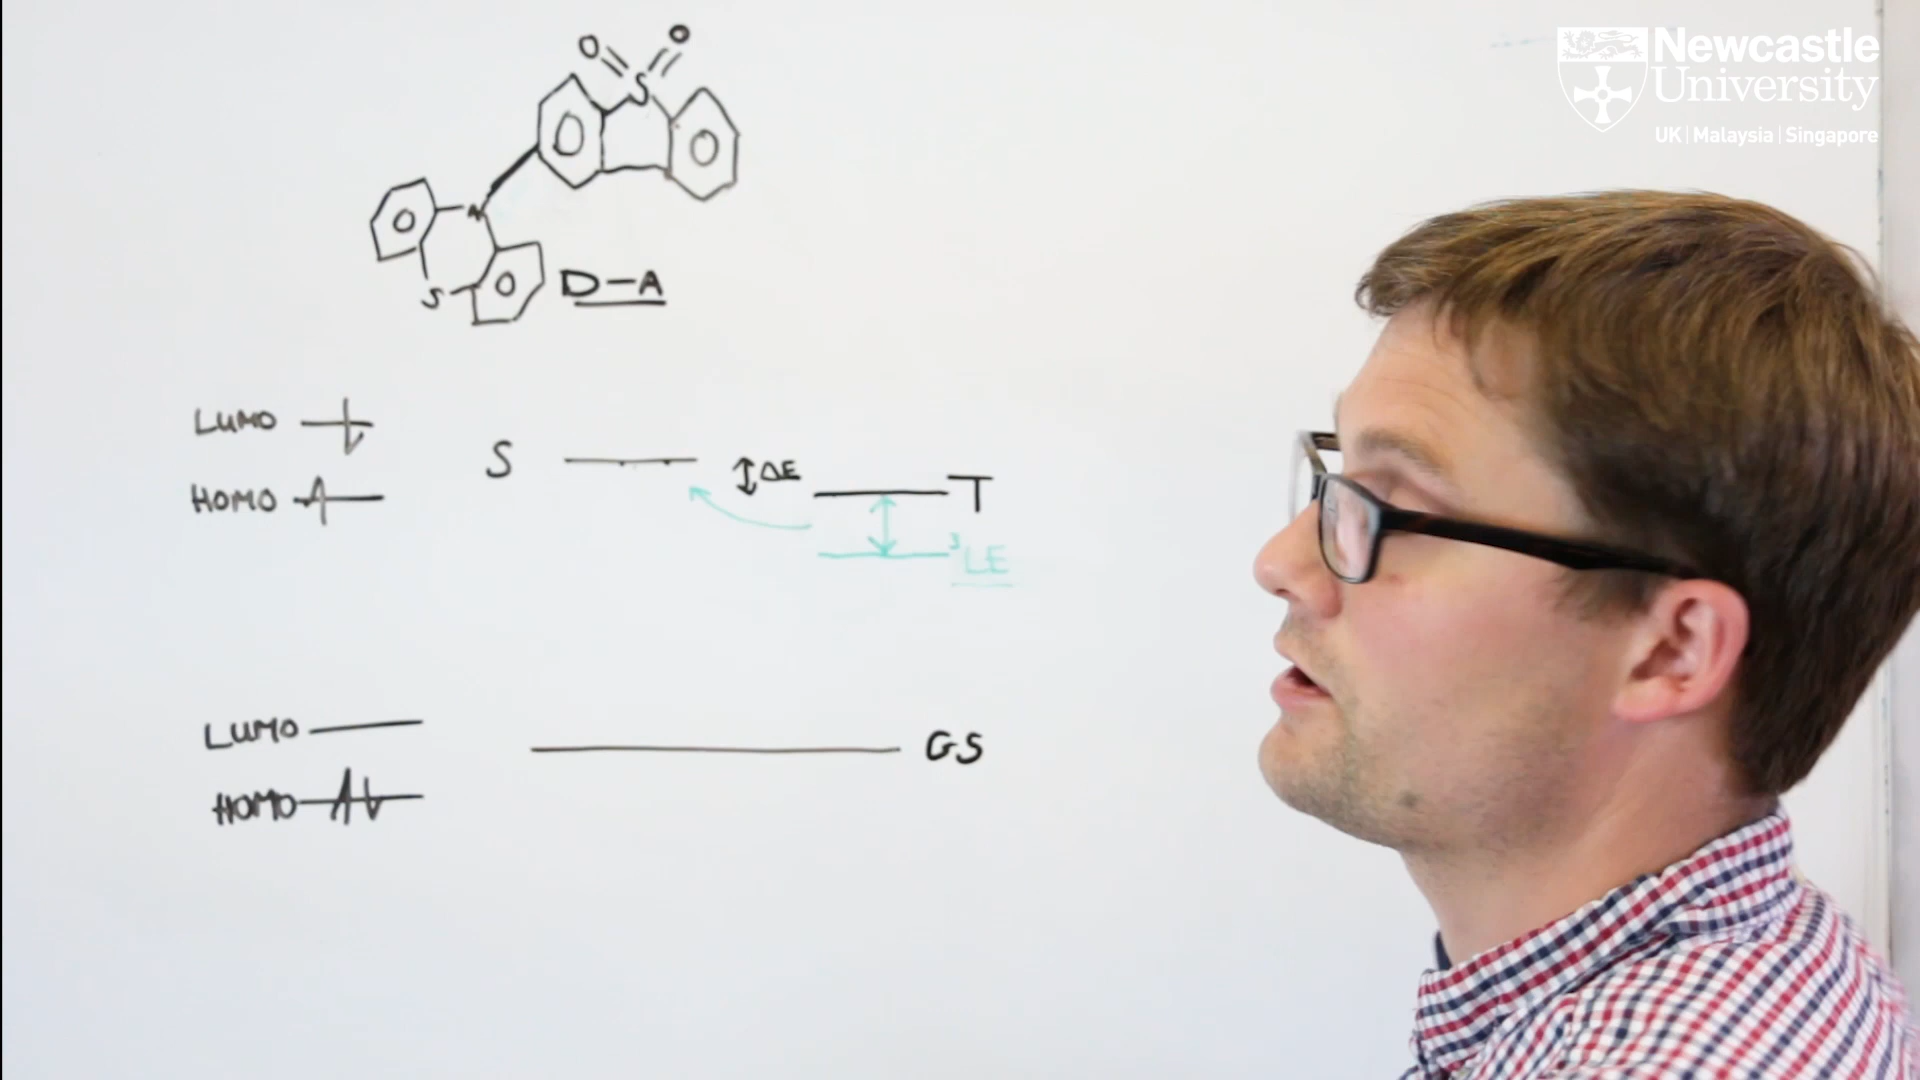 Newcastle
University
UK | Malaysia | Singapore
O O
S
N
S
D-A
LUMO
HOMO
S
ΔE
T
³LE
LUMO
HOMO
GS